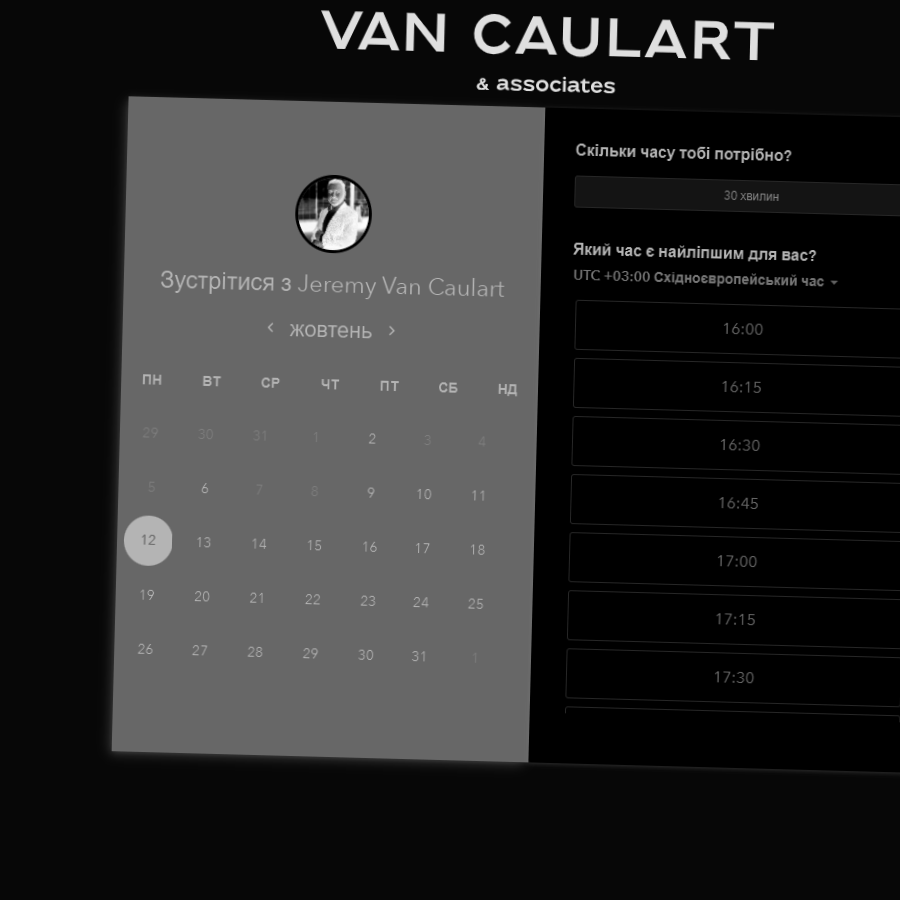 VAN CAULART
& associates
Зустрітися з Jeremy Van Caulart
жовтень
ПН ВТ СР ЧТ ПТ СБ НД
29 30 31 1 2 3 4
5 6 7 8 9 10 11
12 13 14 15 16 17 18
19 20 21 22 23 24 25
26 27 28 29 30 31 1
Скільки часу тобі потрібно?
30 хвилин
Який час є найліпшим для вас?
UTC +03:00 Східноєвропейський час
16:00
16:15
16:30
16:45
17:00
17:15
17:30